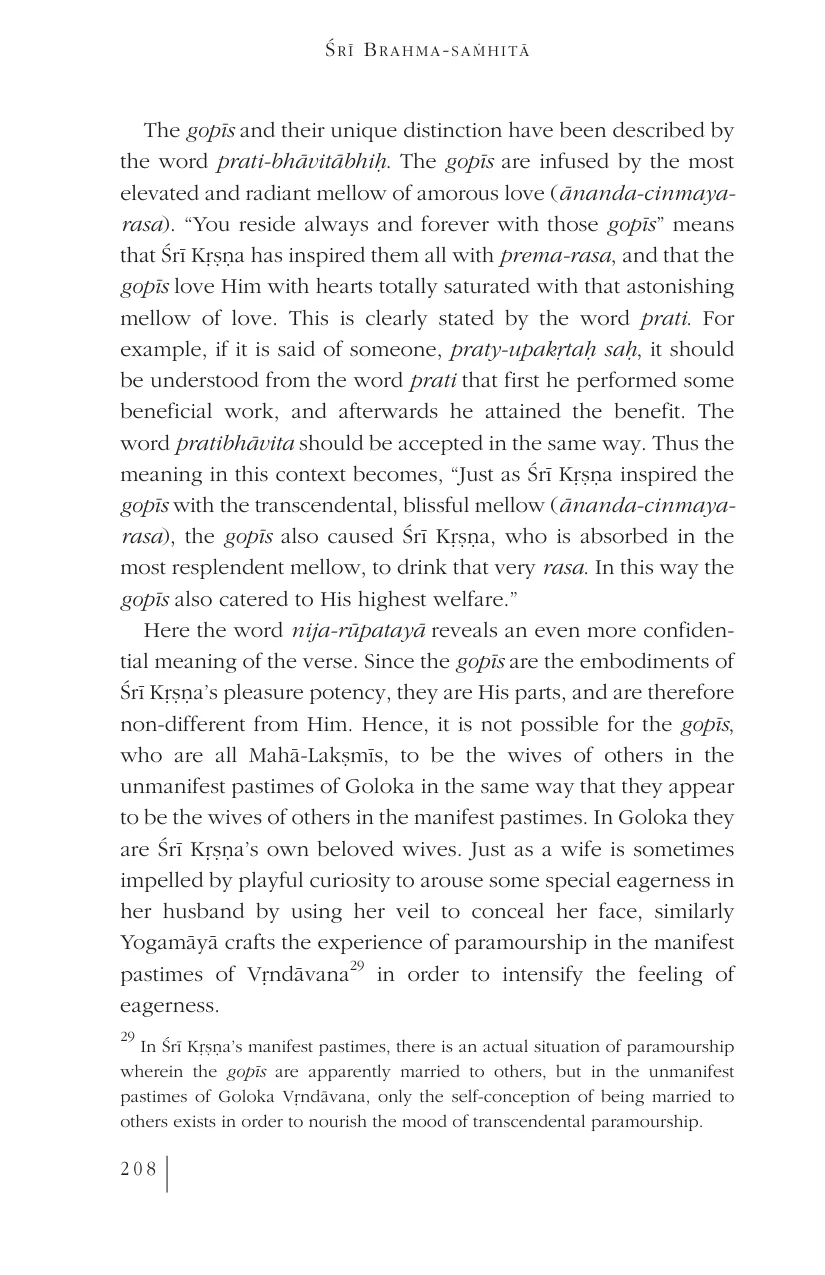 Śrī Brahma-saṁhitā
The gopīs and their unique distinction have been described by
the word prati-bhāvitābhiḥ. The gopīs are infused by the most
elevated and radiant mellow of amorous love (ānanda-cinmaya-
rasa). “You reside always and forever with those gopīs” means
that Śrī Kṛṣṇa has inspired them all with prema-rasa, and that the
gopīs love Him with hearts totally saturated with that astonishing
mellow of love. This is clearly stated by the word prati. For
example, if it is said of someone, praty-upakṛtaḥ saḥ, it should
be understood from the word prati that first he performed some
beneficial work, and afterwards he attained the benefit. The
word pratibhāvita should be accepted in the same way. Thus the
meaning in this context becomes, “Just as Śrī Kṛṣṇa inspired the
gopīs with the transcendental, blissful mellow (ānanda-cinmaya-
rasa), the gopīs also caused Śrī Kṛṣṇa, who is absorbed in the
most resplendent mellow, to drink that very rasa. In this way the
gopīs also catered to His highest welfare.”
Here the word nija-rūpatayā reveals an even more confiden-
tial meaning of the verse. Since the gopīs are the embodiments of
Śrī Kṛṣṇa’s pleasure potency, they are His parts, and are therefore
non-different from Him. Hence, it is not possible for the gopīs,
who are all Mahā-Lakṣmīs, to be the wives of others in the
unmanifest pastimes of Goloka in the same way that they appear
to be the wives of others in the manifest pastimes. In Goloka they
are Śrī Kṛṣṇa’s own beloved wives. Just as a wife is sometimes
impelled by playful curiosity to arouse some special eagerness in
her husband by using her veil to conceal her face, similarly
Yogamāyā crafts the experience of paramourship in the manifest
pastimes of Vṛndāvana29 in order to intensify the feeling of
eagerness.
29 In Śrī Kṛṣṇa’s manifest pastimes, there is an actual situation of paramourship
wherein the gopīs are apparently married to others, but in the unmanifest
pastimes of Goloka Vṛndāvana, only the self-conception of being married to
others exists in order to nourish the mood of transcendental paramourship.
208